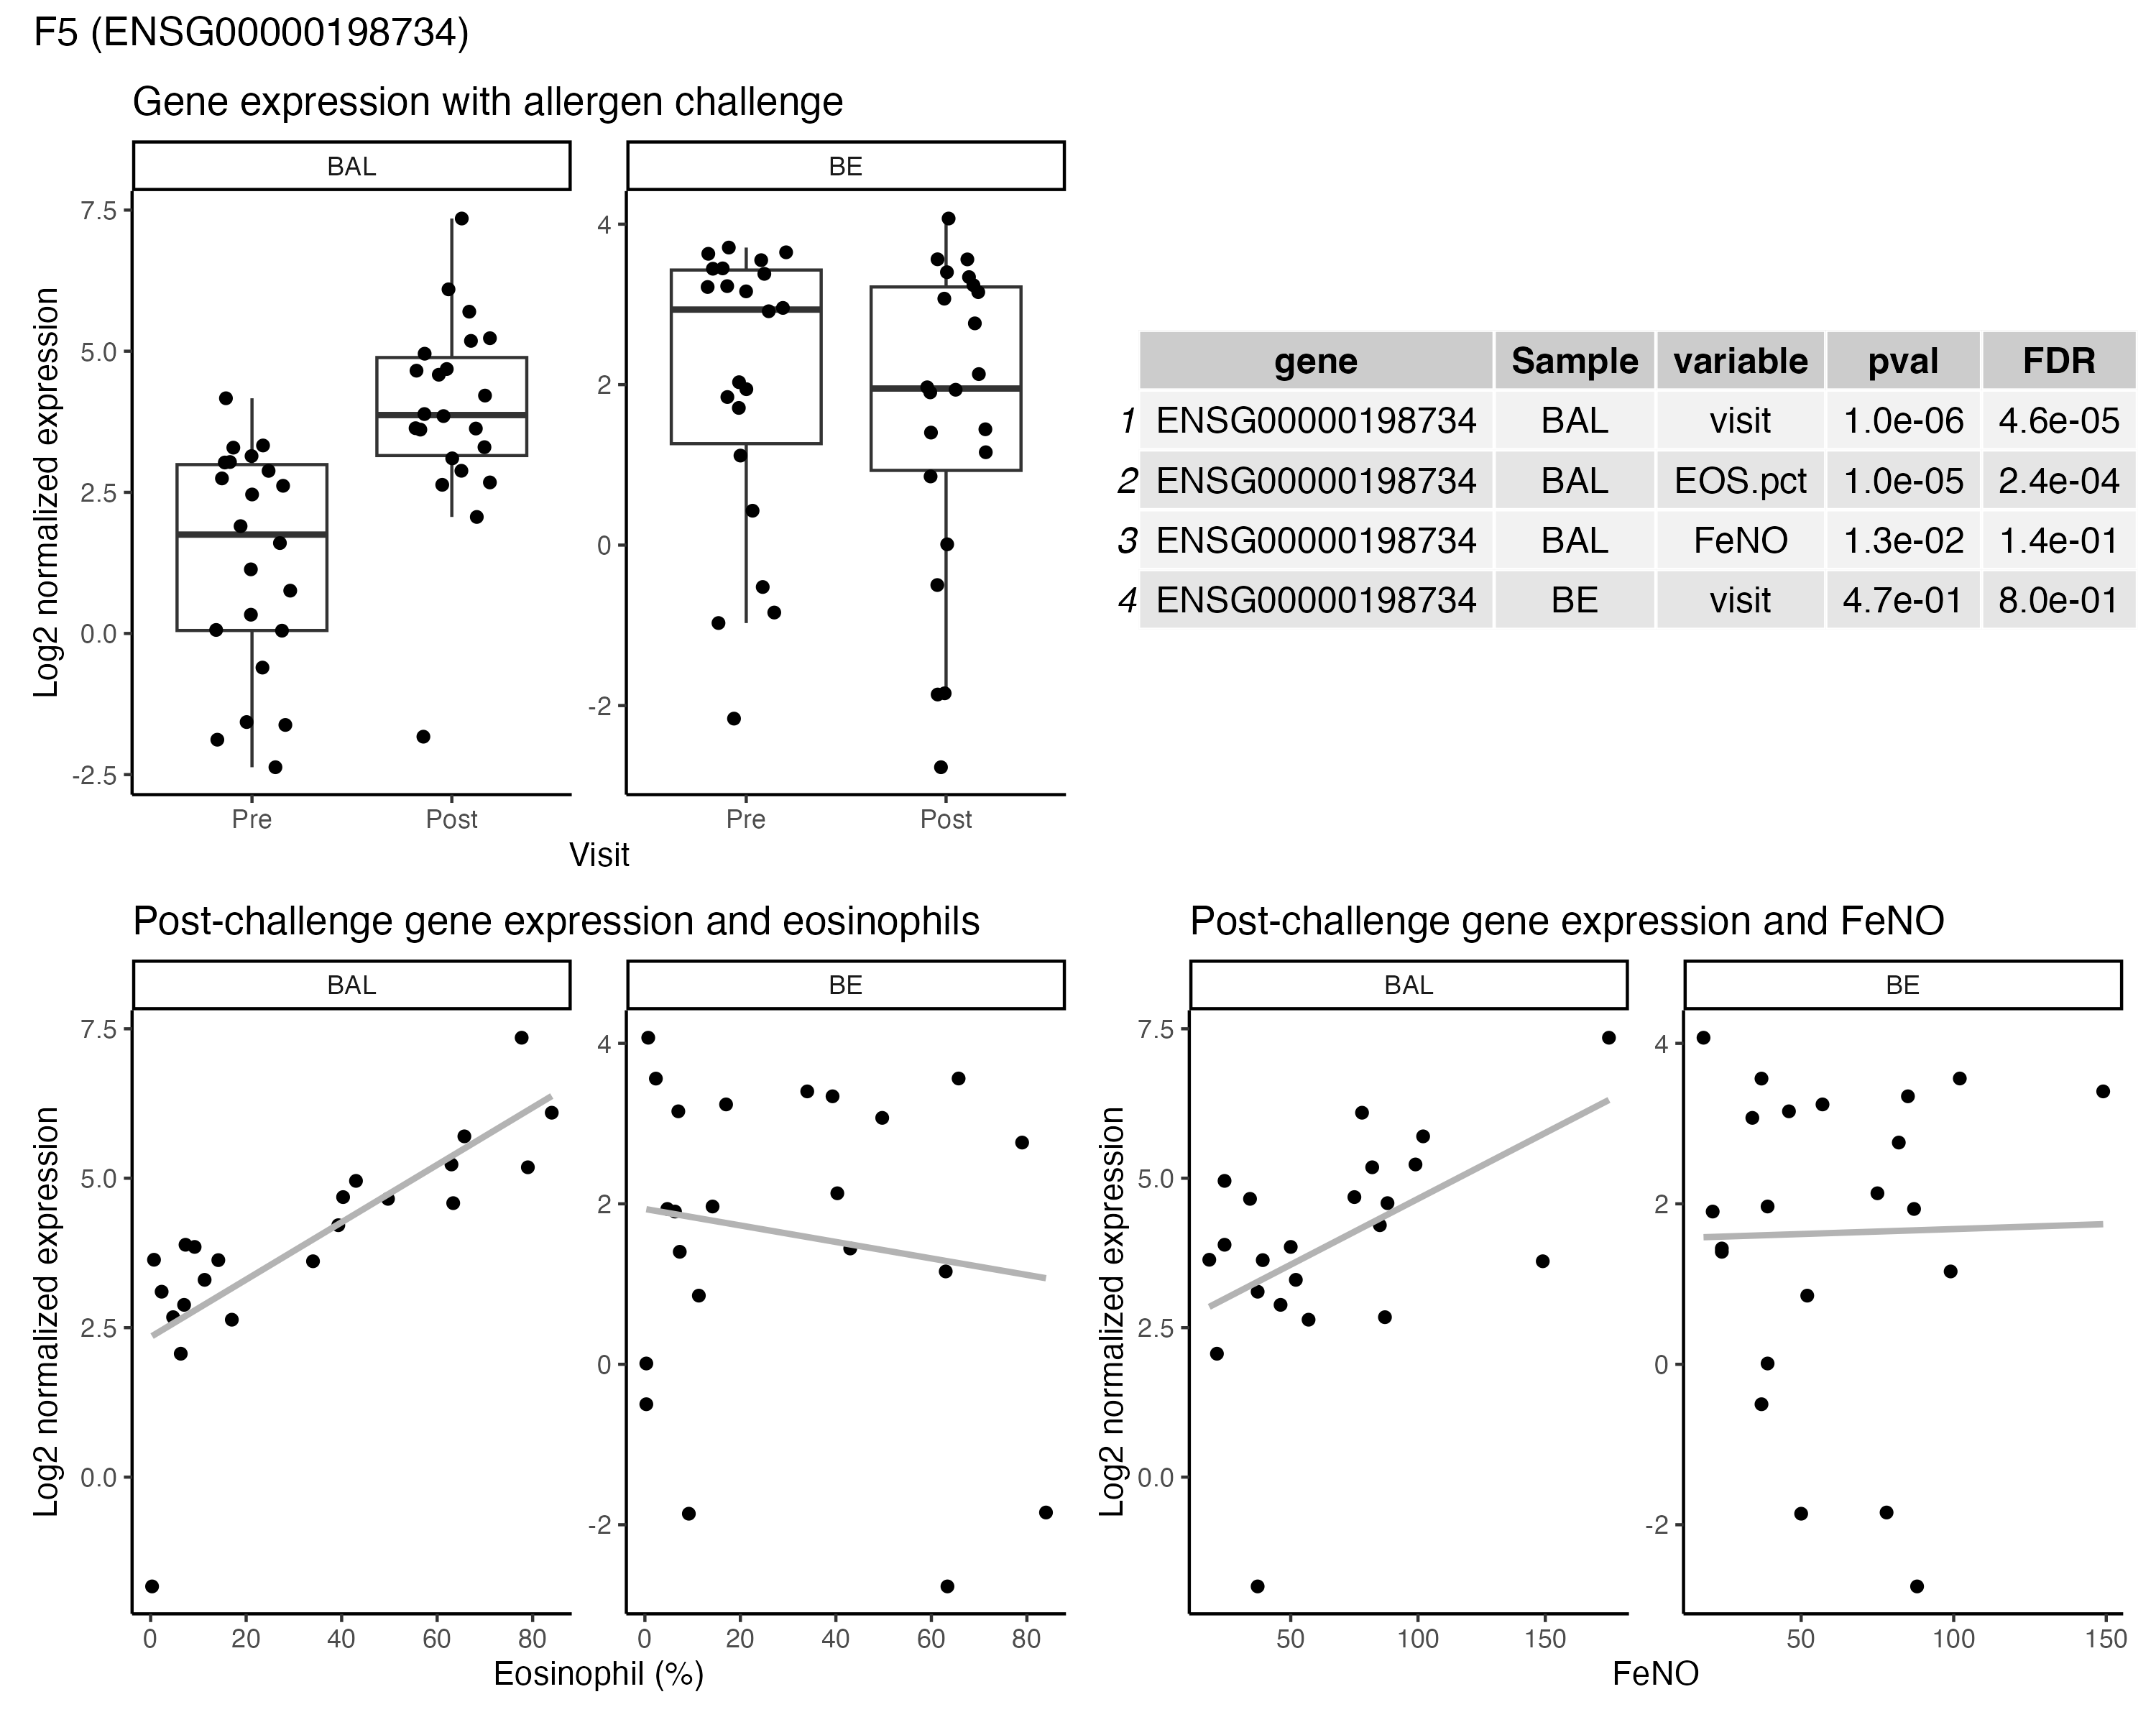 F5 (ENSG00000198734)
Gene expression with allergen challenge
BAL
BE
Log2 normalized expression
7.5
5.0
2.5
0.0
-2.5
4
2
0
-2
Pre
Post
Pre
Post
Visit
gene Sample variable pval FDR
1 ENSG00000198734 BAL visit 1.0e-06 4.6e-05
2 ENSG00000198734 BAL EOS.pct 1.0e-05 2.4e-04
3 ENSG00000198734 BAL FeNO 1.3e-02 1.4e-01
4 ENSG00000198734 BE visit 4.7e-01 8.0e-01
Post-challenge gene expression and eosinophils
BAL
BE
Log2 normalized expression
7.5
5.0
2.5
0.0
4
2
0
-2
0 20 40 60 80
0 20 40 60 80
Eosinophil (%)
Post-challenge gene expression and FeNO
BAL
BE
Log2 normalized expression
7.5
5.0
2.5
0.0
4
2
0
-2
50 100 150
50 100 150
FeNO